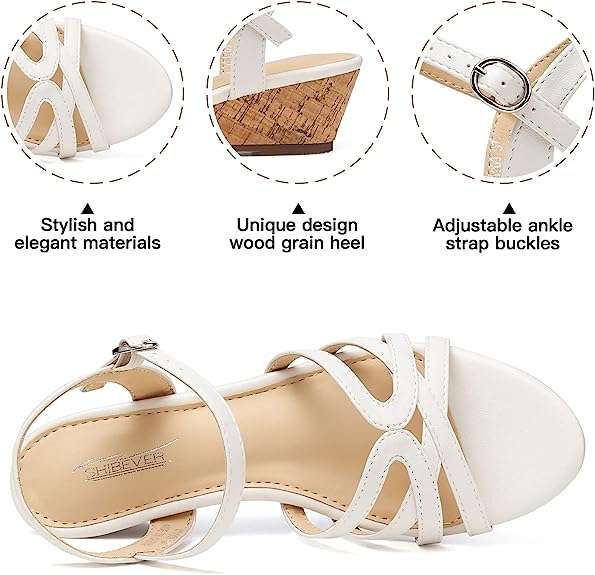 Stylish and
elegant materials
Unique design
wood grain heel
Adjustable ankle
strap buckles
SHIBEVER